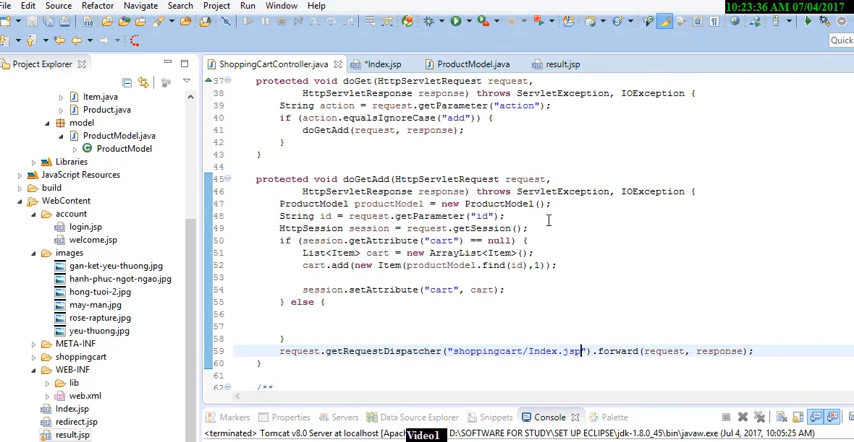 File Edit Source Refactor Navigate Search Project Run Window Help
10:23:36 AM 07/04/2017
Quick
Project Explorer
ShoppingCartController.java *Index.jsp ProductModel.java result.jsp
Item.java
Product.java
model
ProductModel.java
ProductModel
Libraries
JavaScript Resources
build
WebContent
account
login.jsp
welcome.jsp
images
gan-ket-yeu-thuong.jpg
hanh-phuc-ngot-ngao.jpg
hong-tuoi-2.jpg
may-man.jpg
rose-rapture.jpg
yeu-thuong.jpg
META-INF
shoppingcart
WEB-INF
lib
web.xml
Index.jsp
redirect.jsp
result.jsp
37 protected void doGet(HttpServletRequest request,
38 HttpServletResponse response) throws ServletException, IOException {
39 String action = request.getParameter("action");
40 if (action.equalsIgnoreCase("add")) {
41 doGetAdd(request, response);
42 }
43 }
44
45 protected void doGetAdd(HttpServletRequest request,
46 HttpServletResponse response) throws ServletException, IOException {
47 ProductModel productModel = new ProductModel();
48 String id = request.getParameter("id");
49 HttpSession session = request.getSession();
50 if (session.getAttribute("cart") == null) {
51 List<Item> cart = new ArrayList<Item>();
52 cart.add(new Item(productModel.find(id),1));
53
54 session.setAttribute("cart", cart);
55 } else {
56
57
58 }
59 request.getRequestDispatcher("shoppingcart/Index.jsp").forward(request, response);
60 }
61
62 /**
Markers Properties Servers Data Source Explorer Snippets Console Palette
<terminated> Tomcat v8.0 Server at localhost [Apac D:\SOFTWARE FOR STUDY\SET UP ECLIPSE\jdk-1.8.0_45\bin\javaw.exe (Jul 4, 2017, 10:05:25 AM)
Video1